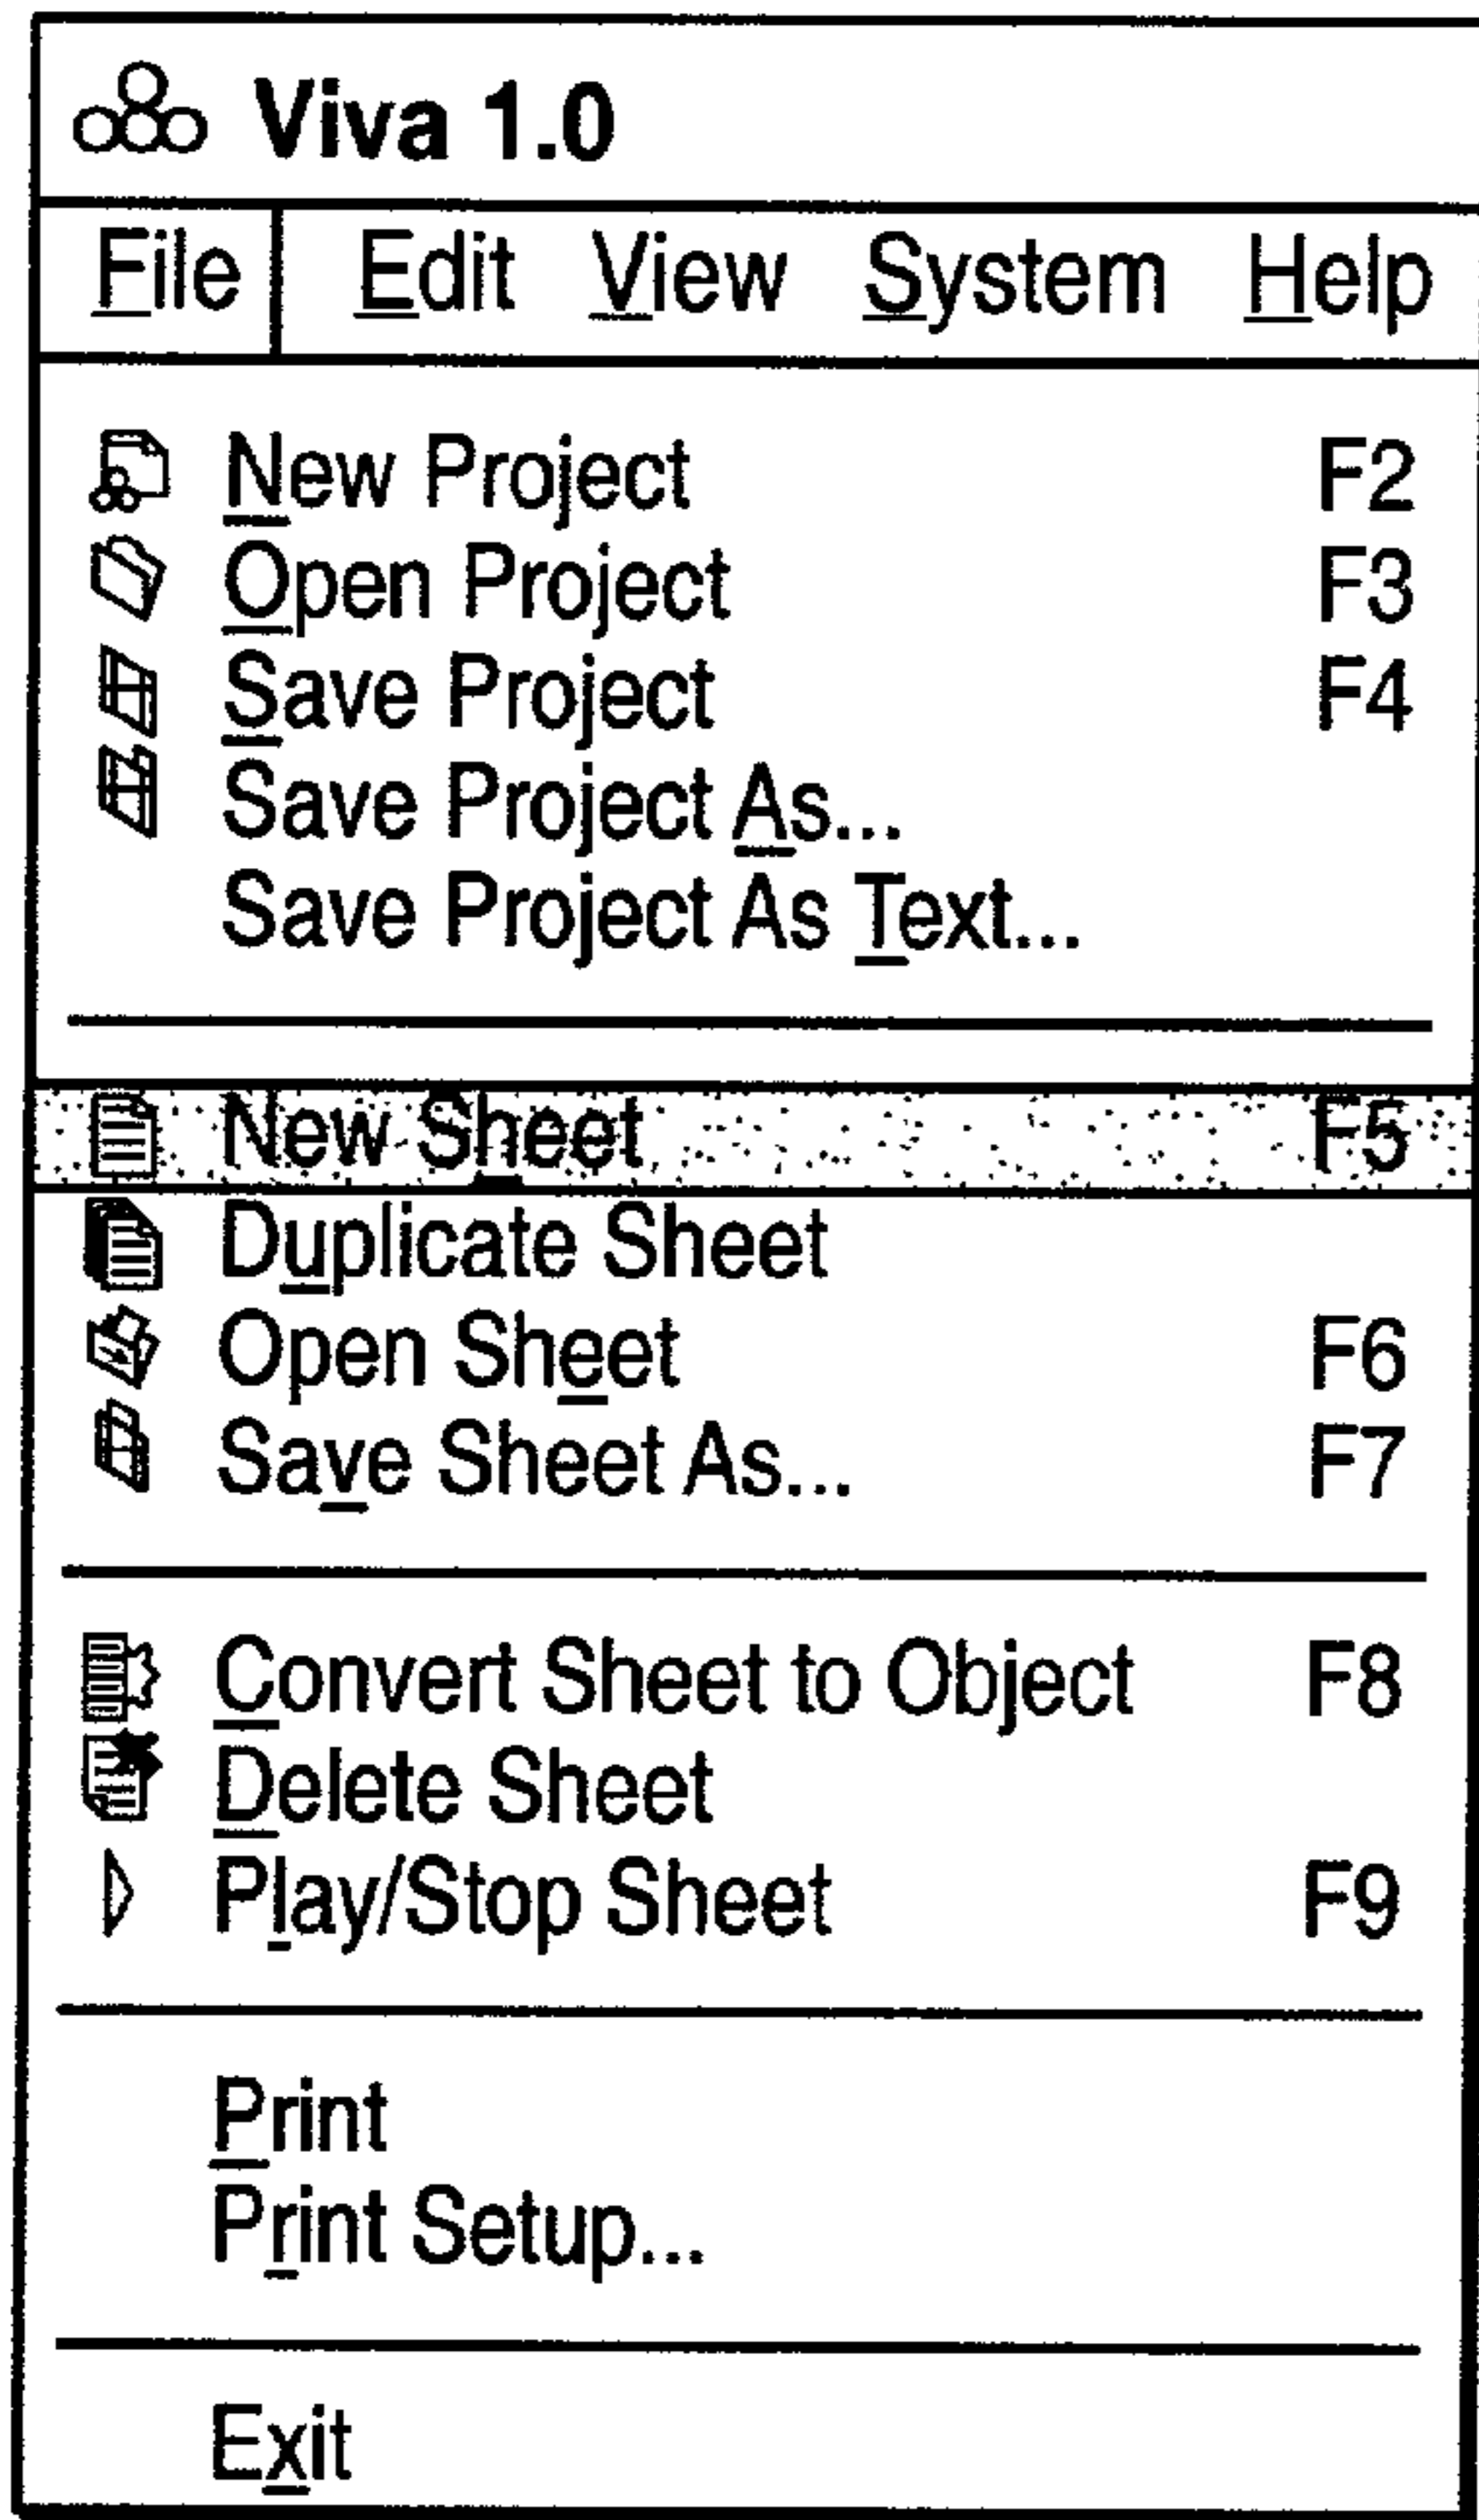 Viva 1.0
File Edit View System Help
New Project F2
Open Project F3
Save Project F4
Save Project As...
Save Project As Text...
New Sheet F5
Duplicate Sheet
Open Sheet F6
Save Sheet As... F7
Convert Sheet to Object F8
Delete Sheet
Play/Stop Sheet F9
Print
Print Setup...
Exit